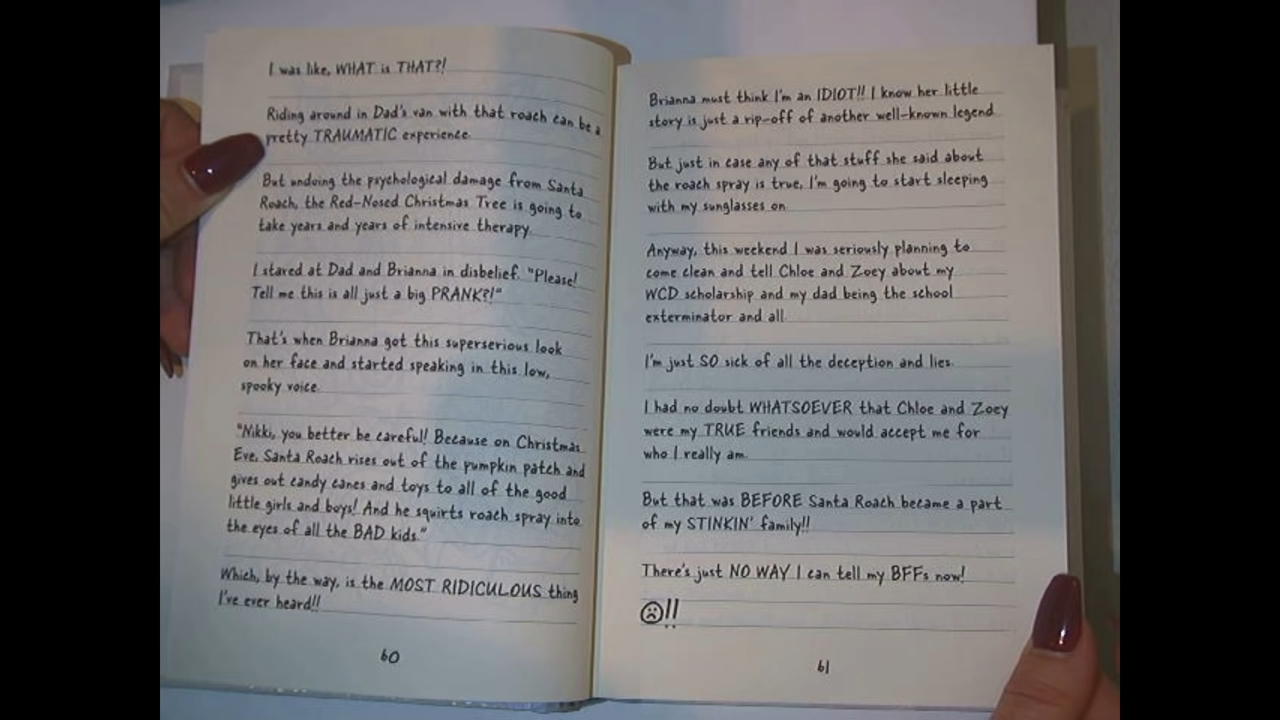 I was like, WHAT is THAT?!
Riding around in Dad's van with that roach can be a
pretty TRAUMATIC experience.
But undoing the psychological damage from Santa
Roach, the Red-Nosed Christmas Tree is going to
take years and years of intensive therapy.
I stared at Dad and Brianna in disbelief. "Please!
Tell me this is all just a big PRANK?!"
That's when Brianna got this superserious look
on her face and started speaking in this low,
spooky voice.
"Nikki, you better be careful! Because on Christmas
Eve, Santa Roach rises out of the pumpkin patch and
gives out candy canes and toys to all of the good
little girls and boys! And he squirts roach spray into
the eyes of all the BAD kids."
Which, by the way, is the MOST RIDICULOUS thing
I've ever heard!!
60
Brianna must think I'm an IDIOT!! I know her little
story is just a rip-off of another well-known legend.
But just in case any of that stuff she said about
the roach spray is true, I'm going to start sleeping
with my sunglasses on.
Anyway, this weekend I was seriously planning to
come clean and tell Chloe and Zoey about my
WCD scholarship and my dad being the school
exterminator and all.
I'm just SO sick of all the deception and lies.
I had no doubt WHATSOEVER that Chloe and Zoey
were my TRUE friends and would accept me for
who I really am.
But that was BEFORE Santa Roach became a part
of my STINKIN' family!!
There's just NO WAY I can tell my BFFs now!
☹!!
61